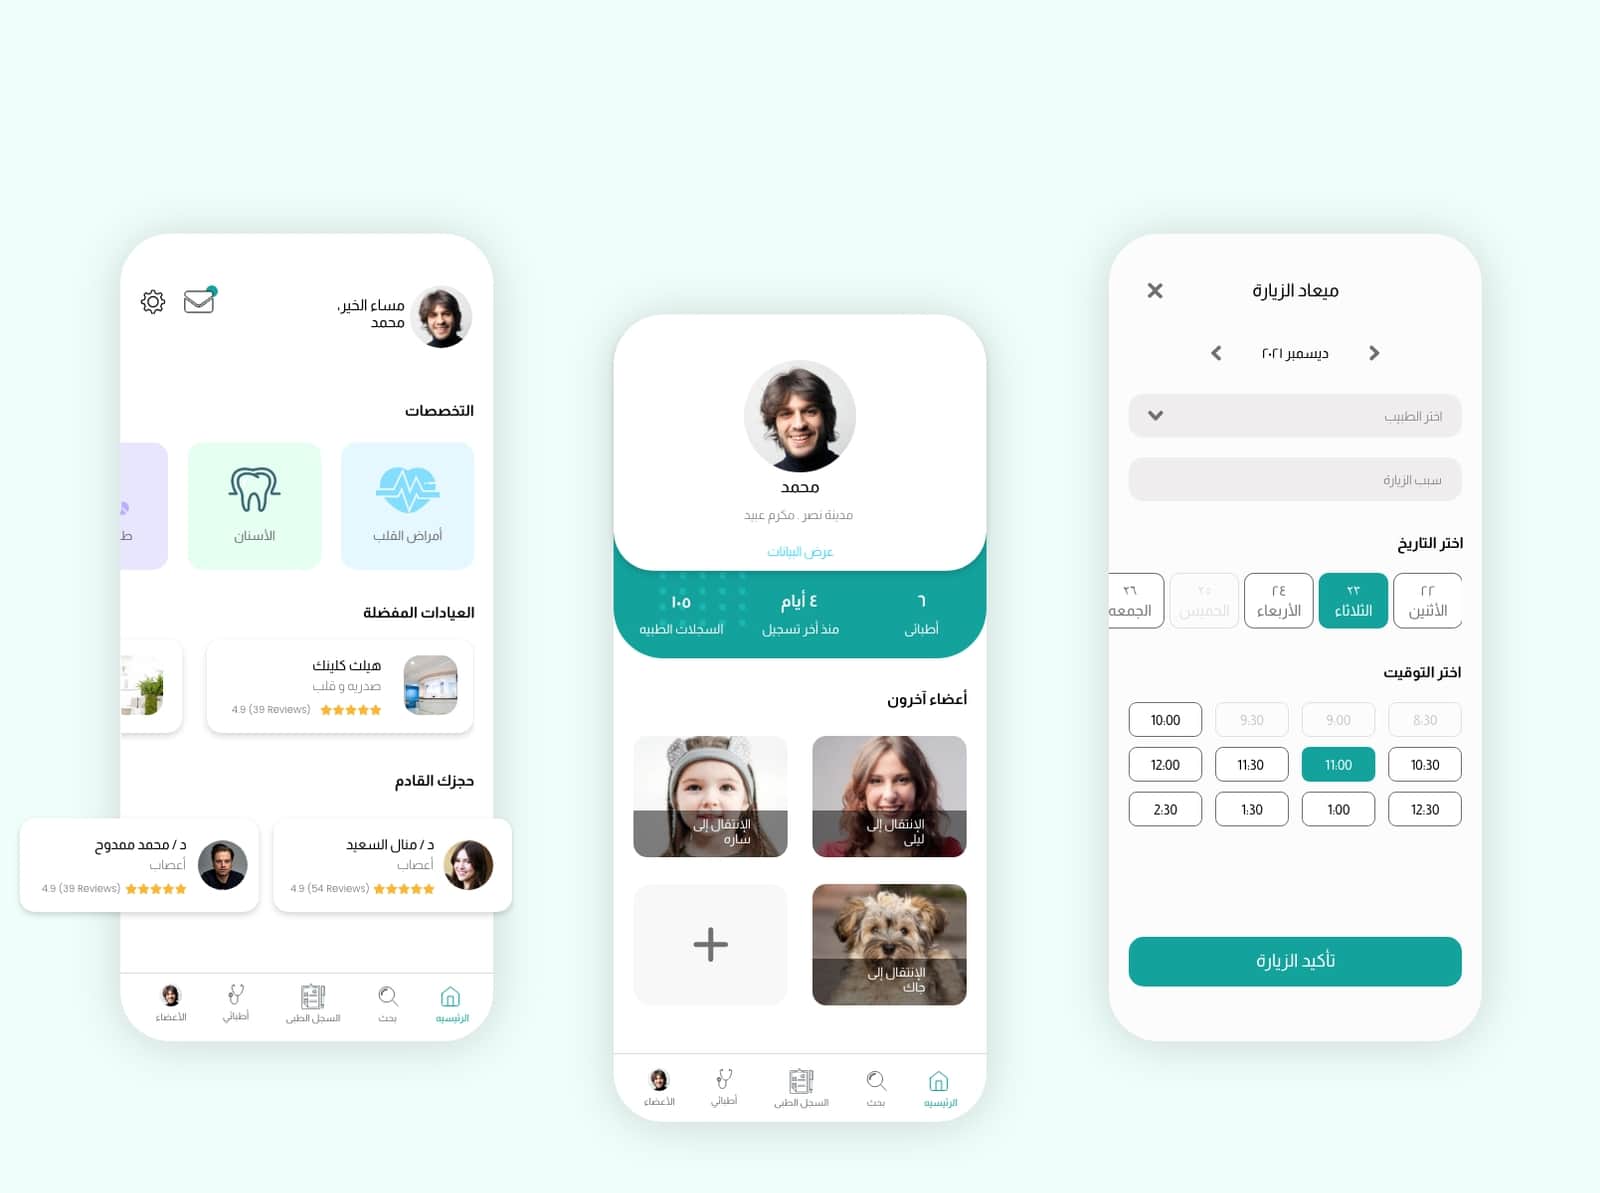 ميعاد الزيارة
ديسمبر ٢٠٢١
اختر الطبيب
سبب الزيارة
اختر التاريخ
٢٢ ٢٣ ٢٤ ٢٥ ٢٦
الأثنين الثلاثاء الأربعاء الخميس الجمعه
اختر التوقيت
8:30 9:00 9:30 10:00
10:30 11:00 11:30 12:00
12:30 1:00 1:30 2:30
تأكيد الزيارة
محمد
مدينة نصر . مكرم عبيد
عرض البيانات
٦ ٤ أيام ١٠٥
أطبائى منذ أخر تسجيل السجلات الطبيه
أعضاء آخرون
الإنتقال إلى
ليلى
الإنتقال إلى
ساره
الإنتقال إلى
جاك
الرئيسيه بحث السجل الطبى أطبائي الأعضاء
مساء الخير،
محمد
التخصصات
أمراض القلب الأسنان ط
العيادات المفضلة
هيلث كلينك
صدريه و قلب
4.9 (39 Reviews)
حجزك القادم
د / منال السعيد
أعصاب
4.9 (54 Reviews)
د / محمد ممدوح
أعصاب
4.9 (39 Reviews)
الرئيسيه بحث السجل الطبى أطبائي الأعضاء